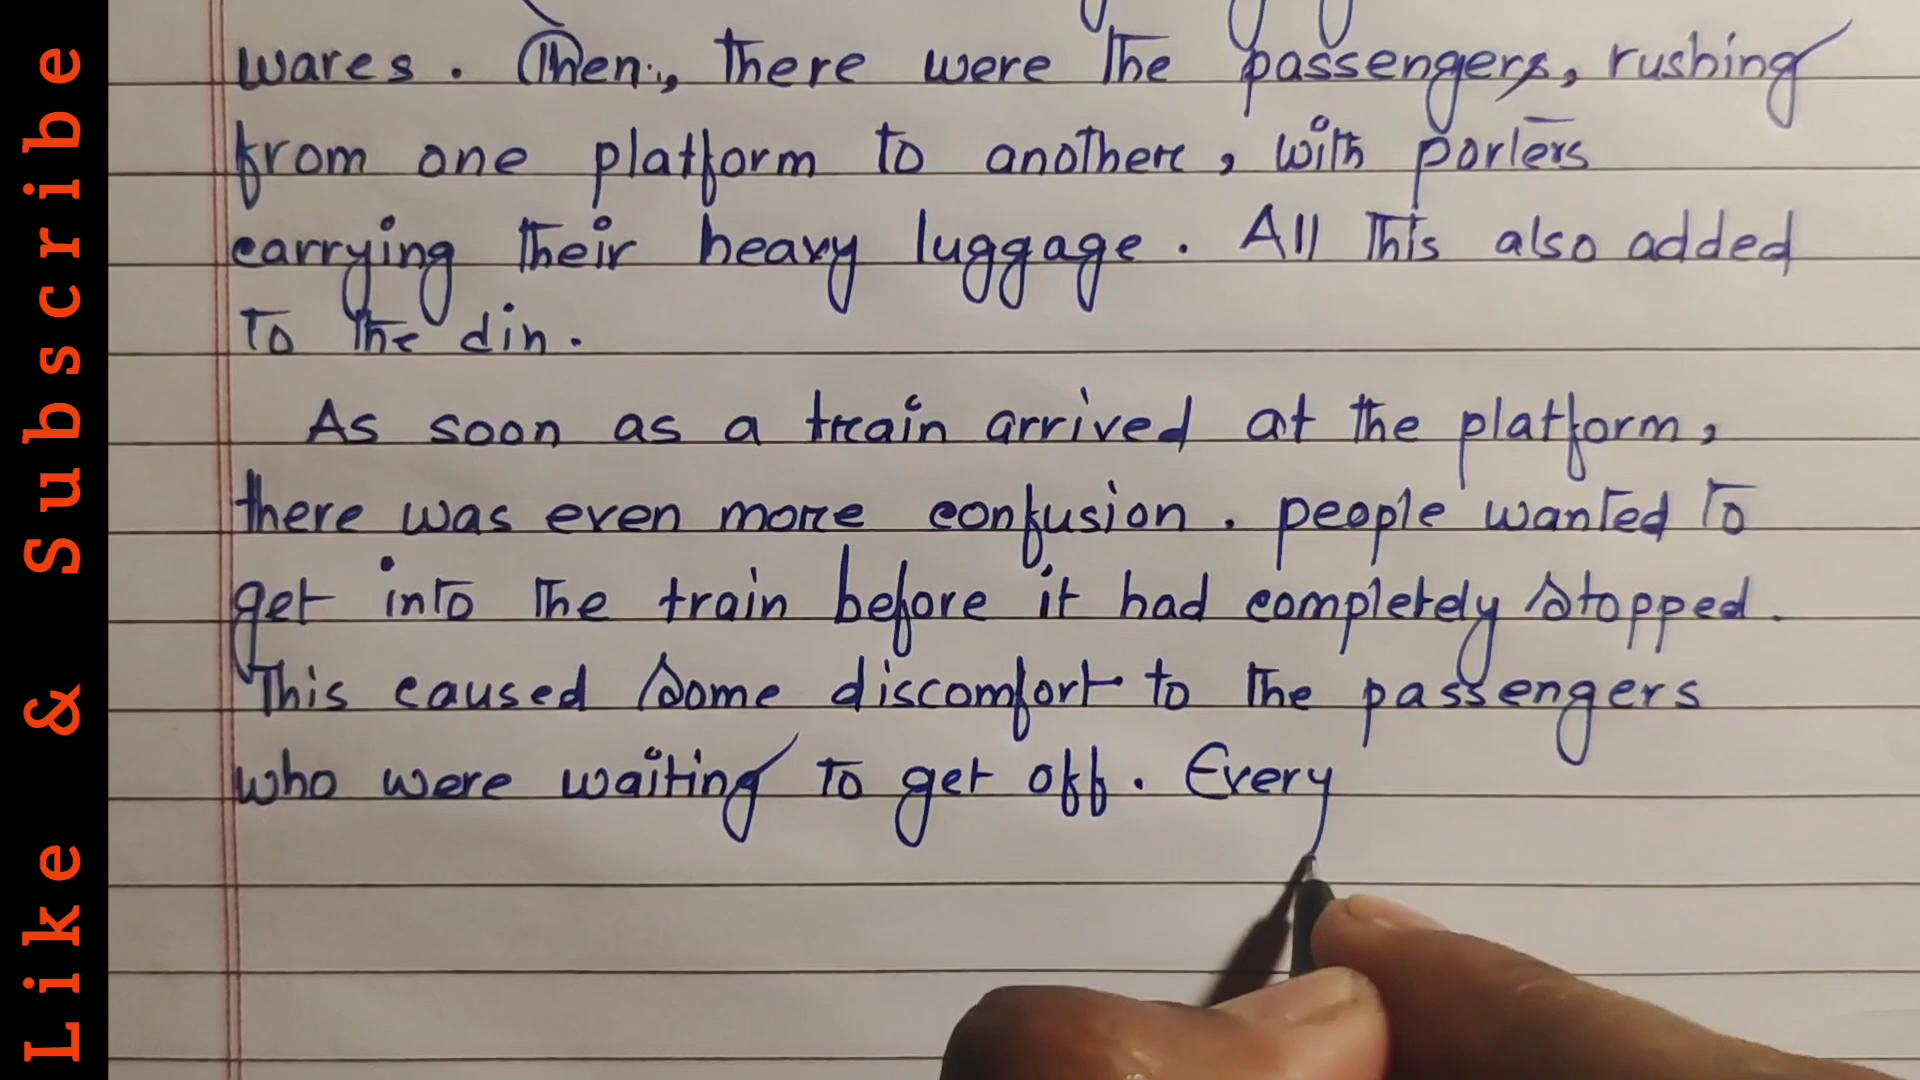 Like & Subscribe
wares. Then, there were the passengers, rushing
from one platform to another, with porters
carrying their heavy luggage. All this also added
to the din.
As soon as a train arrived at the platform,
there was even more confusion. people wanted to
get into the train before it had completely stopped.
This caused some discomfort to the passengers
who were waiting to get off. Every